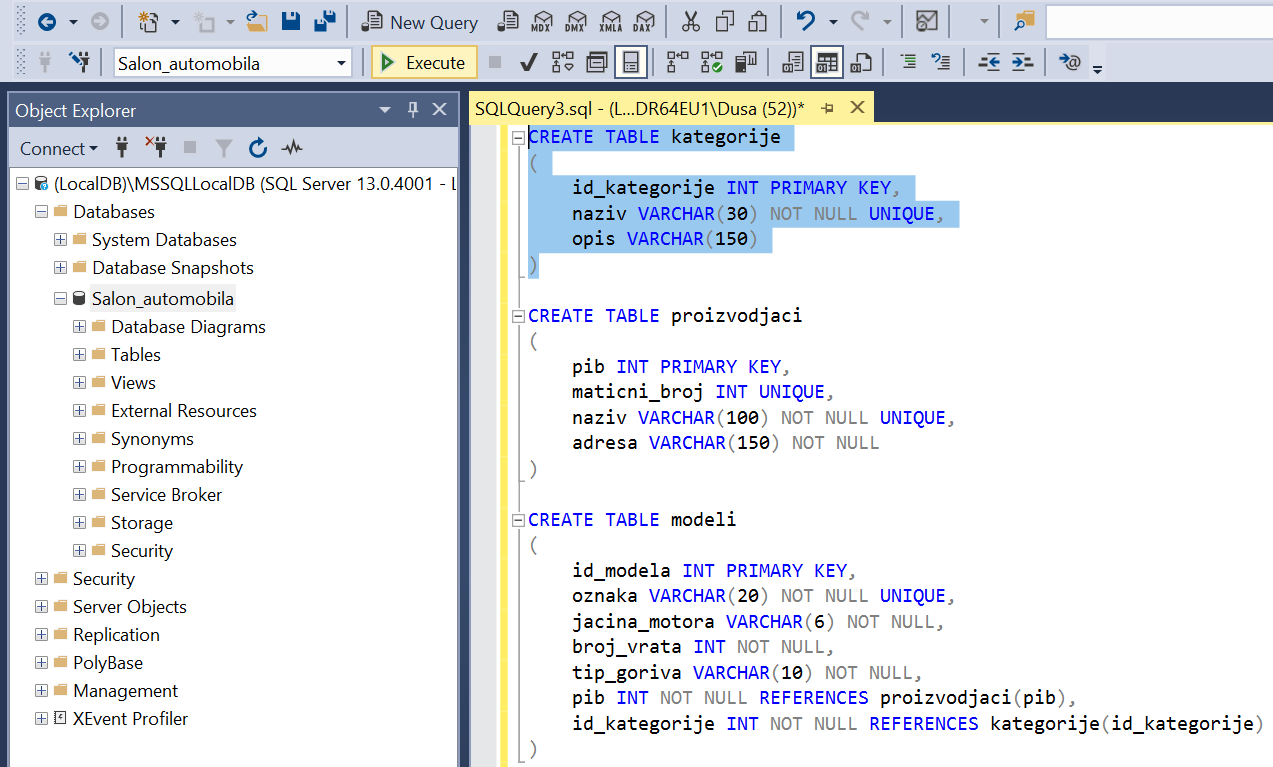 New Query MDX DMX XMLA DAX
Salon_automobila Execute
Object Explorer
Connect
(LocalDB)\MSSQLLocalDB (SQL Server 13.0.4001 - L
Databases
System Databases
Database Snapshots
Salon_automobila
Database Diagrams
Tables
Views
External Resources
Synonyms
Programmability
Service Broker
Storage
Security
Security
Server Objects
Replication
PolyBase
Management
XEvent Profiler
SQLQuery3.sql - (L...DR64EU1\Dusa (52))*
CREATE TABLE kategorije
(
id_kategorije INT PRIMARY KEY,
naziv VARCHAR(30) NOT NULL UNIQUE,
opis VARCHAR(150)
)
CREATE TABLE proizvodjaci
(
pib INT PRIMARY KEY,
maticni_broj INT UNIQUE,
naziv VARCHAR(100) NOT NULL UNIQUE,
adresa VARCHAR(150) NOT NULL
)
CREATE TABLE modeli
(
id_modela INT PRIMARY KEY,
oznaka VARCHAR(20) NOT NULL UNIQUE,
jacina_motora VARCHAR(6) NOT NULL,
broj_vrata INT NOT NULL,
tip_goriva VARCHAR(10) NOT NULL,
pib INT NOT NULL REFERENCES proizvodjaci(pib),
id_kategorije INT NOT NULL REFERENCES kategorije(id_kategorije)
)